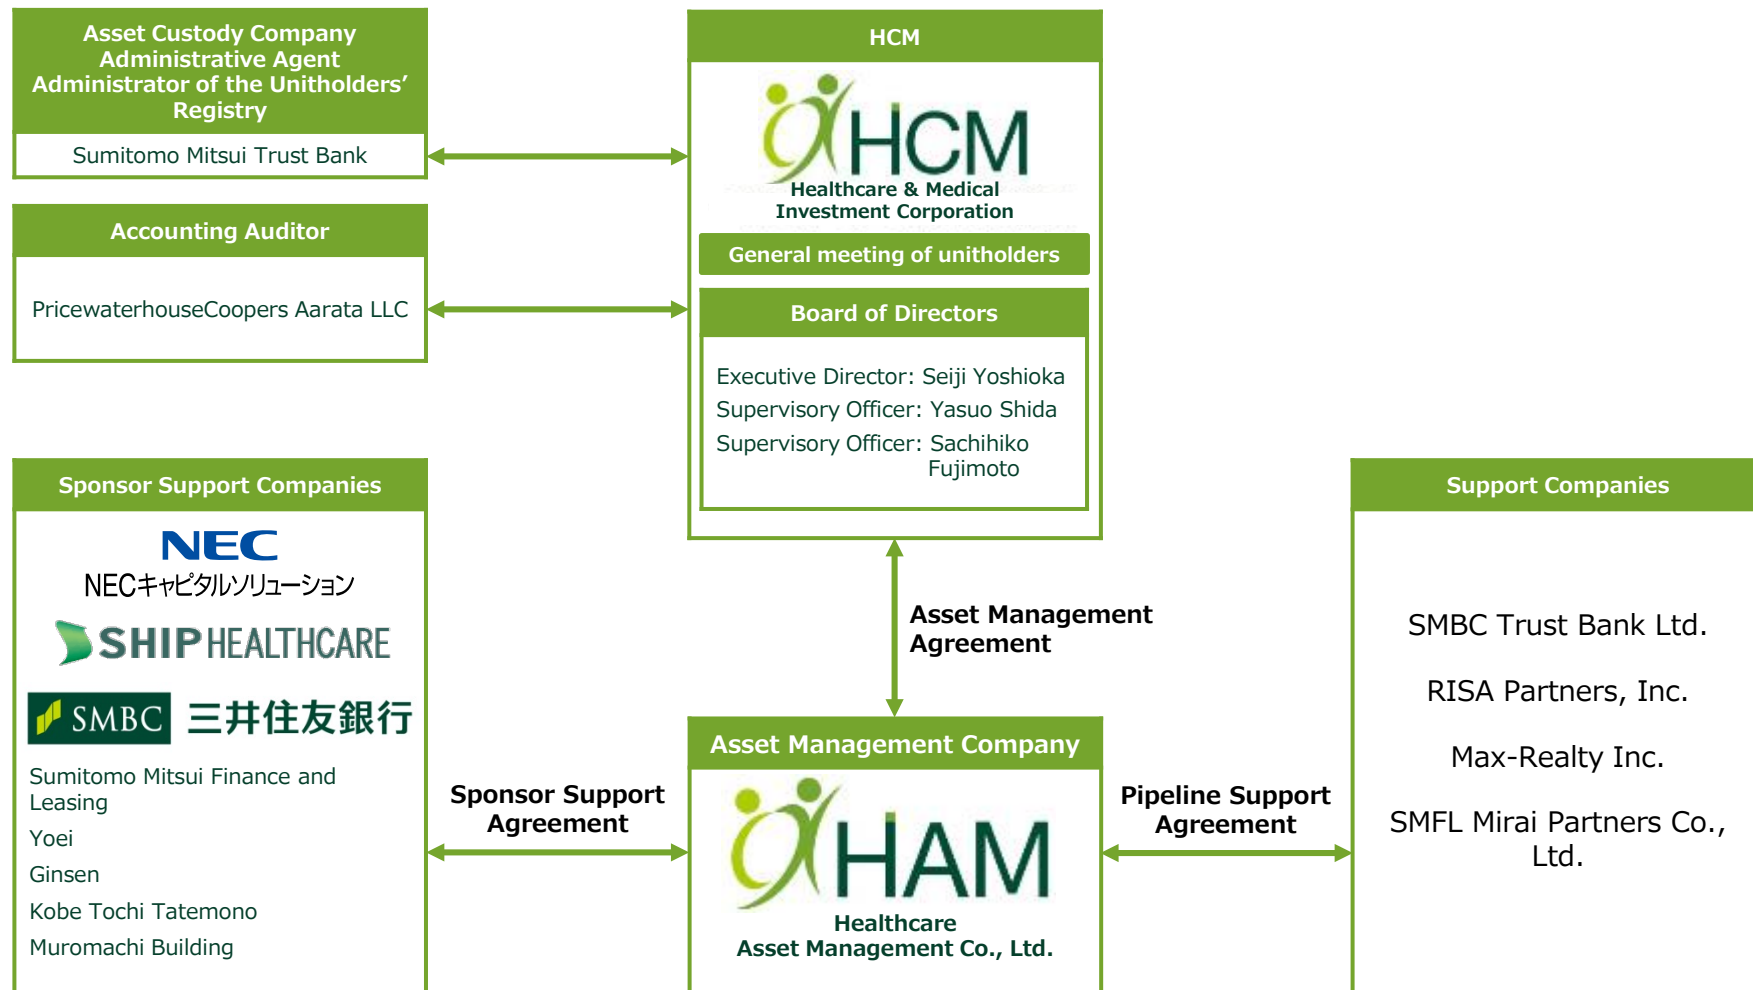 Asset Custody Company
Administrative Agent
Administrator of the Unitholders’
Registry
Sumitomo Mitsui Trust Bank
Accounting Auditor
PricewaterhouseCoopers Aarata LLC
HCM
HCM
Healthcare & Medical
Investment Corporation
General meeting of unitholders
Board of Directors
Executive Director: Seiji Yoshioka
Supervisory Officer: Yasuo Shida
Supervisory Officer: Sachihiko
Fujimoto
Sponsor Support Companies
NEC
NECキャピタルソリューション
SHIP HEALTHCARE
SMBC 三井住友銀行
Sumitomo Mitsui Finance and
Leasing
Yoei
Ginsen
Kobe Tochi Tatemono
Muromachi Building
Sponsor Support
Agreement
Asset Management
Agreement
Asset Management Company
HAM
Healthcare
Asset Management Co., Ltd.
Pipeline Support
Agreement
Support Companies
SMBC Trust Bank Ltd.
RISA Partners, Inc.
Max-Realty Inc.
SMFL Mirai Partners Co.,
Ltd.